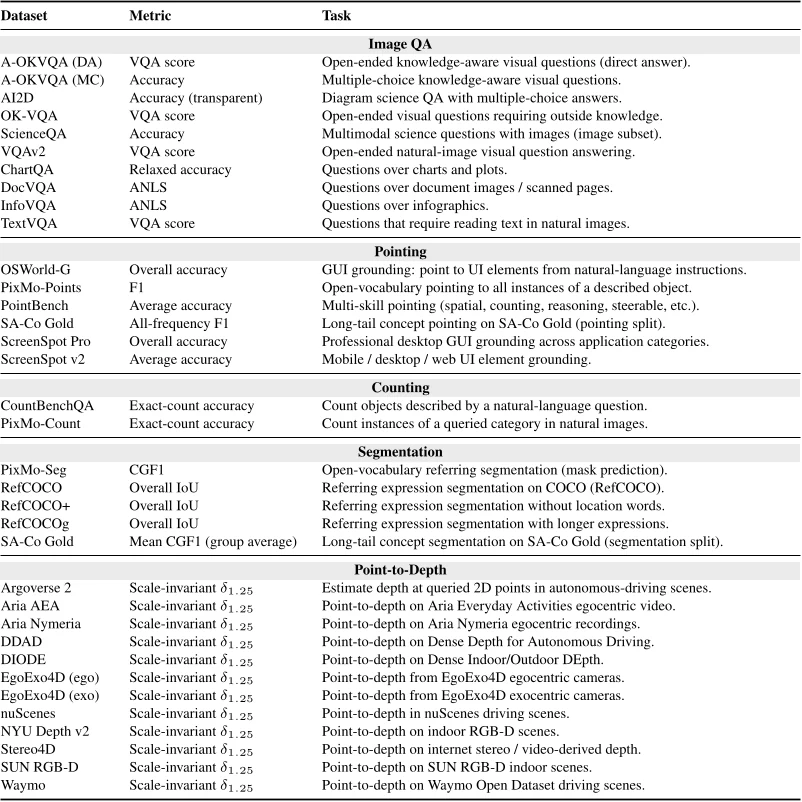 Dataset Metric Task
Image QA
A-OKVQA (DA) VQA score Open-ended knowledge-aware visual questions (direct answer).
A-OKVQA (MC) Accuracy Multiple-choice knowledge-aware visual questions.
AI2D Accuracy (transparent) Diagram science QA with multiple-choice answers.
OK-VQA VQA score Open-ended visual questions requiring outside knowledge.
ScienceQA Accuracy Multimodal science questions with images (image subset).
VQAv2 VQA score Open-ended natural-image visual question answering.
ChartQA Relaxed accuracy Questions over charts and plots.
DocVQA ANLS Questions over document images / scanned pages.
InfoVQA ANLS Questions over infographics.
TextVQA VQA score Questions that require reading text in natural images.
Pointing
OSWorld-G Overall accuracy GUI grounding: point to UI elements from natural-language instructions.
PixMo-Points F1 Open-vocabulary pointing to all instances of a described object.
PointBench Average accuracy Multi-skill pointing (spatial, counting, reasoning, steerable, etc.).
SA-Co Gold All-frequency F1 Long-tail concept pointing on SA-Co Gold (pointing split).
ScreenSpot Pro Overall accuracy Professional desktop GUI grounding across application categories.
ScreenSpot v2 Average accuracy Mobile / desktop / web UI element grounding.
Counting
CountBenchQA Exact-count accuracy Count objects described by a natural-language question.
PixMo-Count Exact-count accuracy Count instances of a queried category in natural images.
Segmentation
PixMo-Seg CGF1 Open-vocabulary referring segmentation (mask prediction).
RefCOCO Overall IoU Referring expression segmentation on COCO (RefCOCO).
RefCOCO+ Overall IoU Referring expression segmentation without location words.
RefCOCOg Overall IoU Referring expression segmentation with longer expressions.
SA-Co Gold Mean CGF1 (group average) Long-tail concept segmentation on SA-Co Gold (segmentation split).
Point-to-Depth
Argoverse 2 Scale-invariant δ1.25 Estimate depth at queried 2D points in autonomous-driving scenes.
Aria AEA Scale-invariant δ1.25 Point-to-depth on Aria Everyday Activities egocentric video.
Aria Nymeria Scale-invariant δ1.25 Point-to-depth on Aria Nymeria egocentric recordings.
DDAD Scale-invariant δ1.25 Point-to-depth on Dense Depth for Autonomous Driving.
DIODE Scale-invariant δ1.25 Point-to-depth on Dense Indoor/Outdoor DEpth.
EgoExo4D (ego) Scale-invariant δ1.25 Point-to-depth from EgoExo4D egocentric cameras.
EgoExo4D (exo) Scale-invariant δ1.25 Point-to-depth from EgoExo4D exocentric cameras.
nuScenes Scale-invariant δ1.25 Point-to-depth in nuScenes driving scenes.
NYU Depth v2 Scale-invariant δ1.25 Point-to-depth on indoor RGB-D scenes.
Stereo4D Scale-invariant δ1.25 Point-to-depth on internet stereo / video-derived depth.
SUN RGB-D Scale-invariant δ1.25 Point-to-depth on SUN RGB-D indoor scenes.
Waymo Scale-invariant δ1.25 Point-to-depth on Waymo Open Dataset driving scenes.